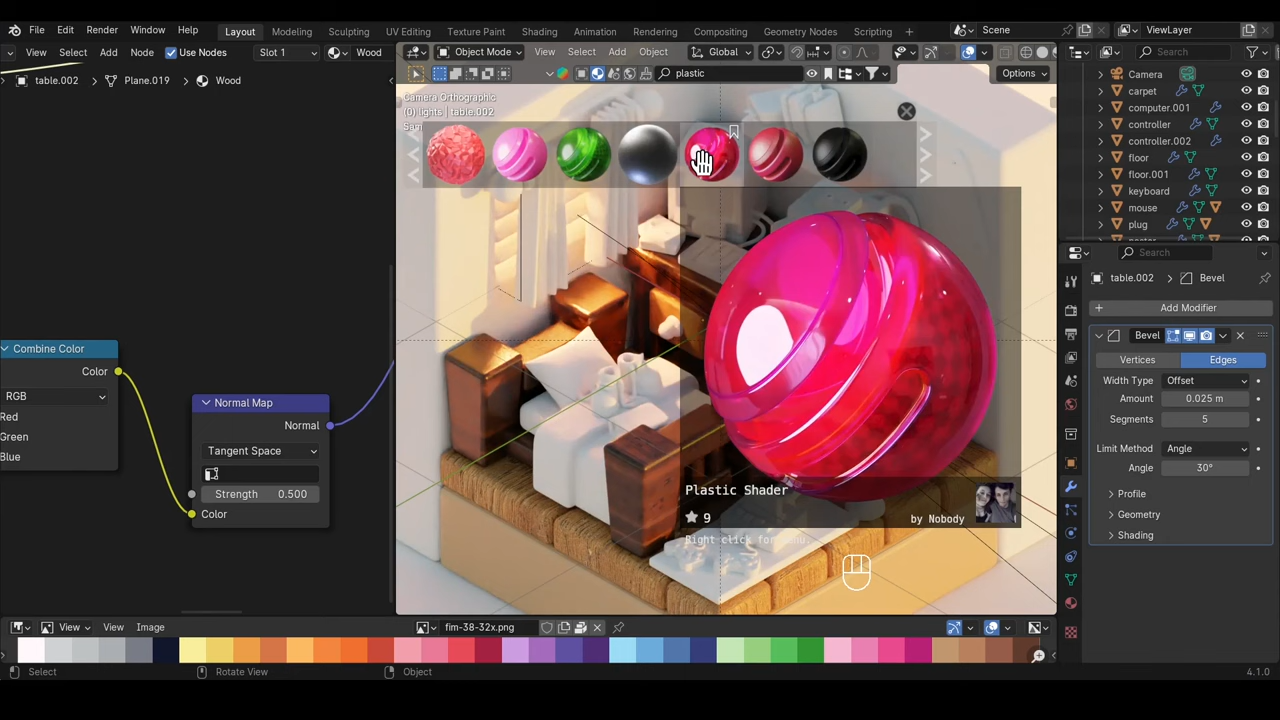 File Edit Render Window Help Layout Modeling Sculpting UV Editing Texture Paint Shading Animation Rendering Compositing Geometry Nodes Scripting Scene ViewLayer
View Select Add Node Use Nodes Slot 1 Wood Object Mode View Select Add Object Global Search
table.002 Plane.019 Wood plastic Options
Camera Orthographic
(0) lights | table.002
Camera
carpet
computer.001
controller
controller.002
floor
floor.001
keyboard
mouse
plug
Search
table.002 Bevel
Add Modifier
Bevel
Vertices Edges
Width Type Offset
Amount 0.025 m
Segments 5
Limit Method Angle
Angle 30°
Profile
Geometry
Shading
Combine Color
Color
RGB
Red
Green
Blue
Normal Map
Normal
Tangent Space
Strength 0.500
Color
Plastic Shader
9 by Nobody
Right click for menu.
View View Image fim-38-32x.png
Select Rotate View Object 4.1.0